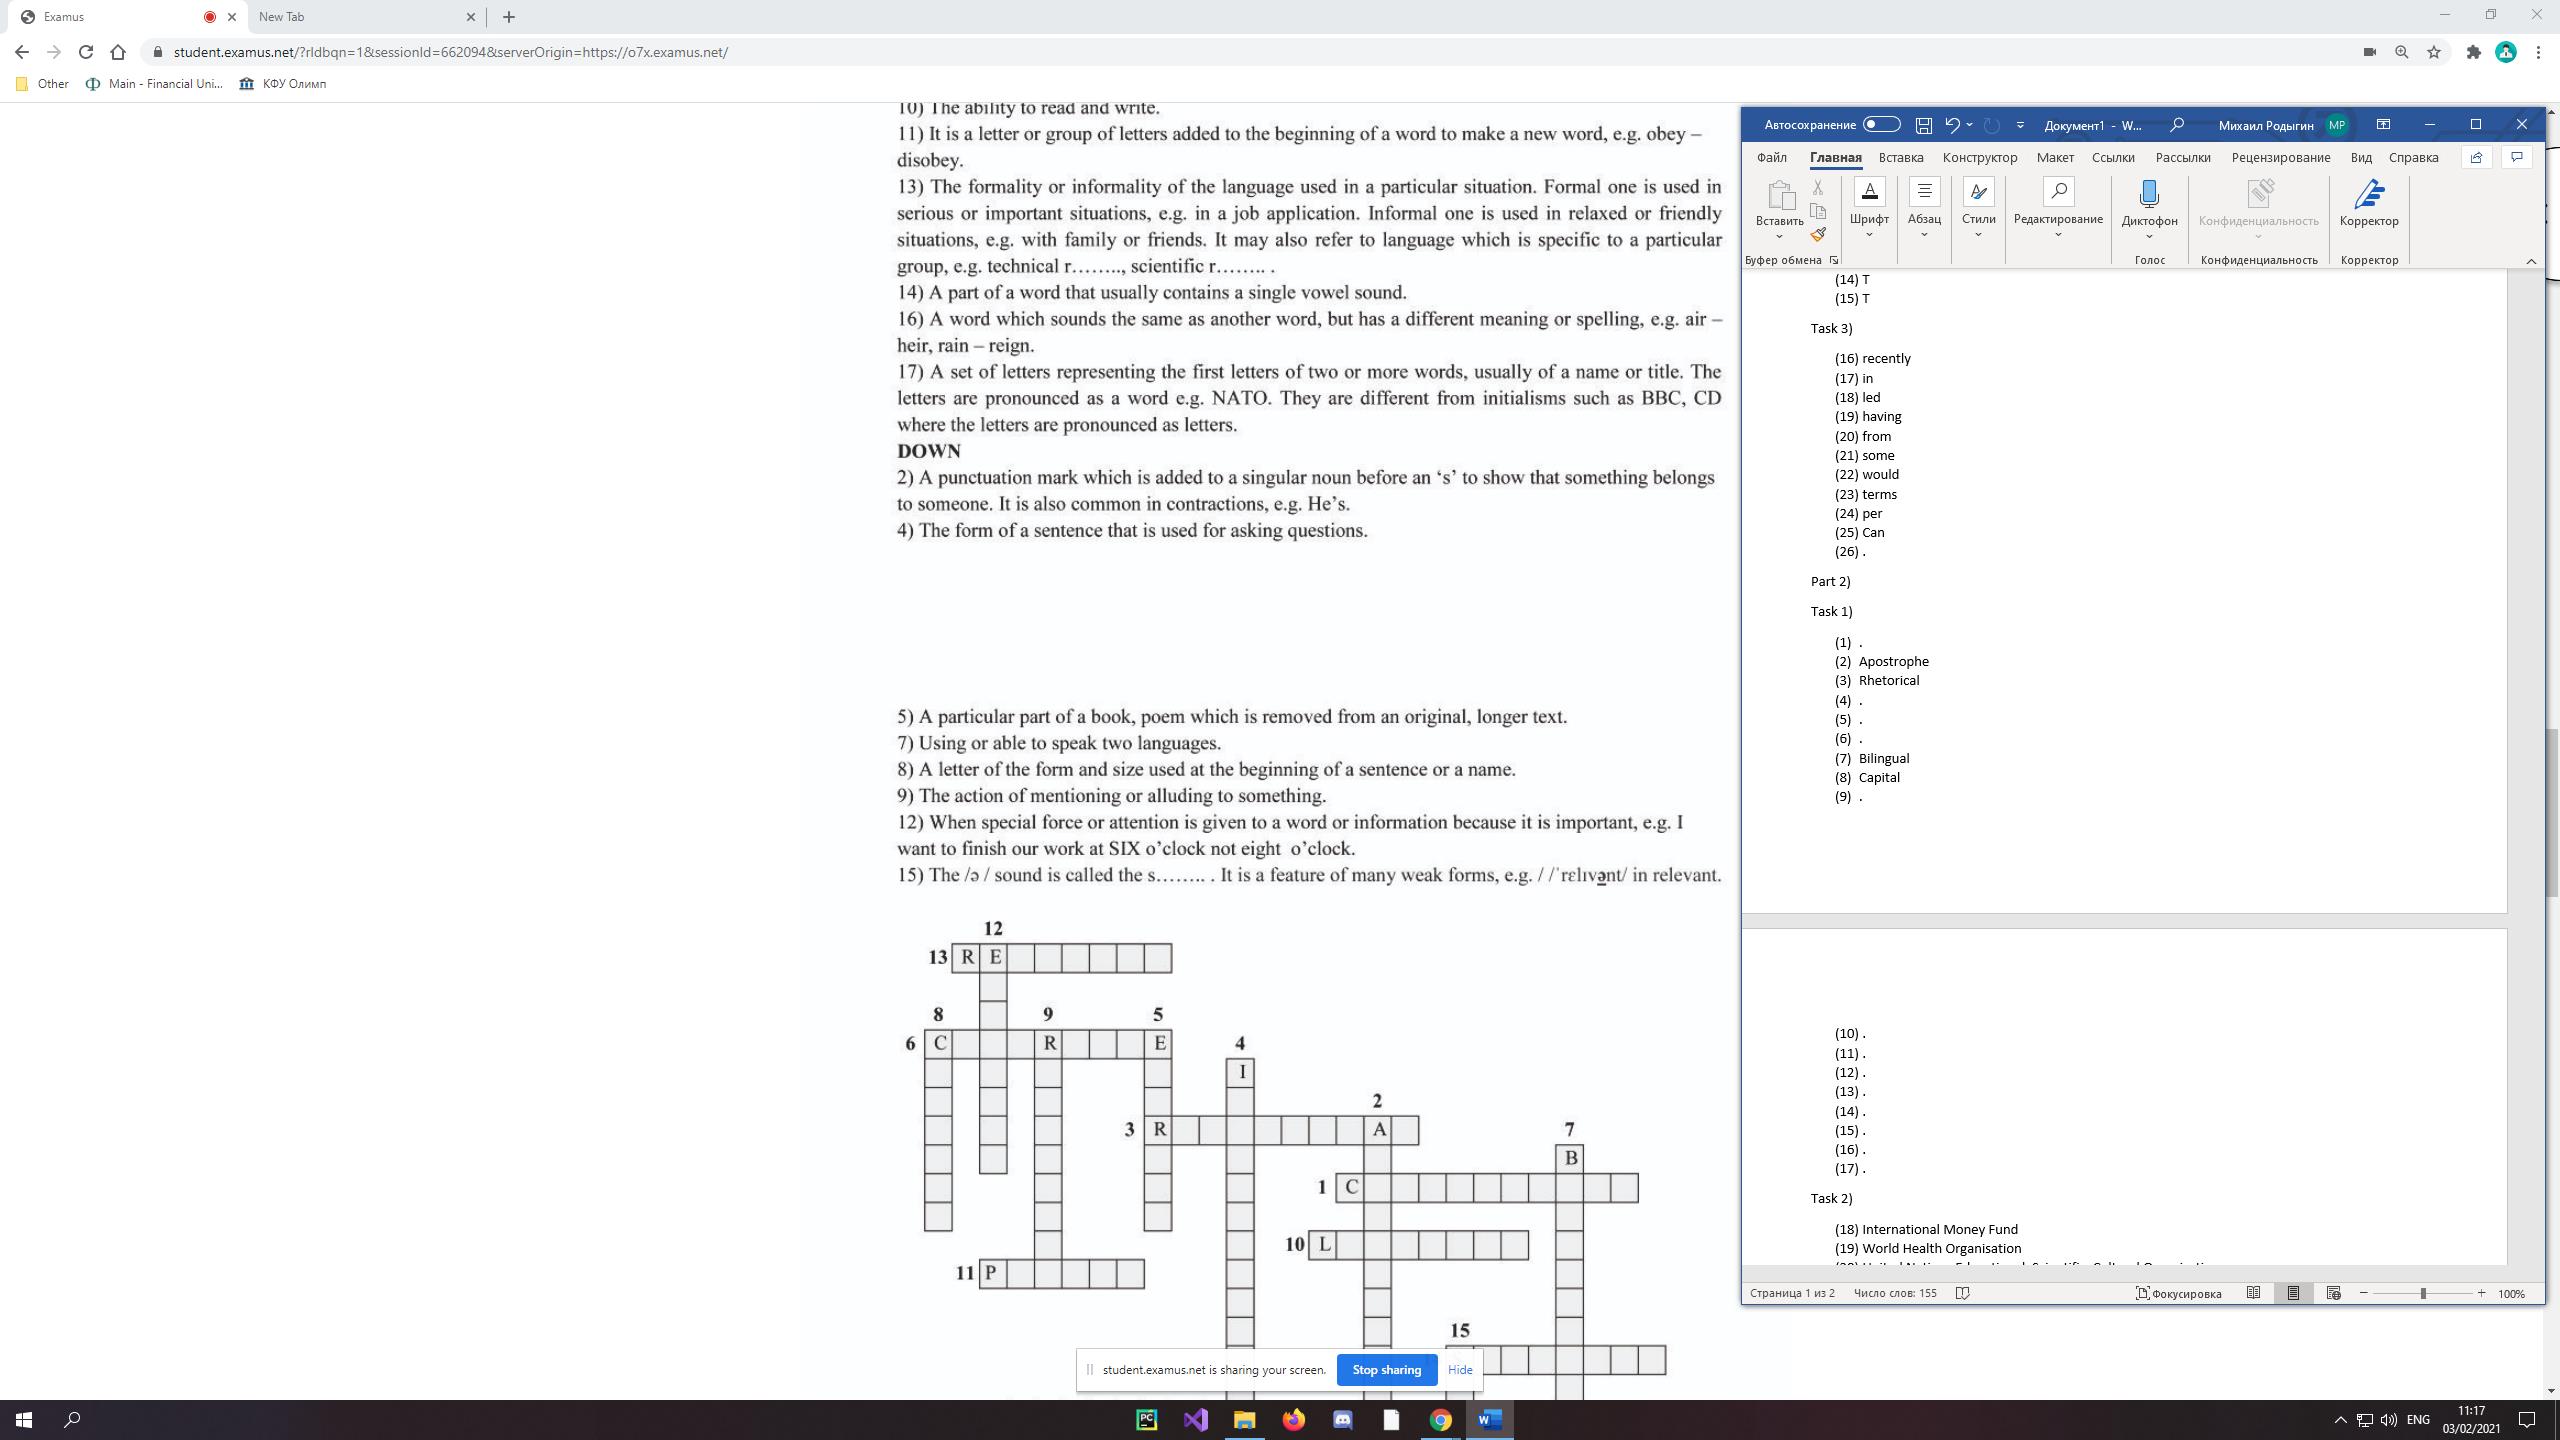 Examus
New Tab
student.examus.net/?rldbqn=1&sessionId=662094&serverOrigin=https://o7x.examus.net/
Other
Main - Financial Uni...
КФУ Олимп
10) The ability to read and write.
11) It is a letter or group of letters added to the beginning of a word to make a new word, e.g. obey –
disobey.
13) The formality or informality of the language used in a particular situation. Formal one is used in
serious or important situations, e.g. in a job application. Informal one is used in relaxed or friendly
situations, e.g. with family or friends. It may also refer to language which is specific to a particular
group, e.g. technical r…….., scientific r…….. .
14) A part of a word that usually contains a single vowel sound.
16) A word which sounds the same as another word, but has a different meaning or spelling, e.g. air –
heir, rain – reign.
17) A set of letters representing the first letters of two or more words, usually of a name or title. The
letters are pronounced as a word e.g. NATO. They are different from initialisms such as BBC, CD
where the letters are pronounced as letters.
DOWN
2) A punctuation mark which is added to a singular noun before an ‘s’ to show that something belongs
to someone. It is also common in contractions, e.g. He’s.
4) The form of a sentence that is used for asking questions.
5) A particular part of a book, poem which is removed from an original, longer text.
7) Using or able to speak two languages.
8) A letter of the form and size used at the beginning of a sentence or a name.
9) The action of mentioning or alluding to something.
12) When special force or attention is given to a word or information because it is important, e.g. I
want to finish our work at SIX o’clock not eight o’clock.
15) The /ə / sound is called the s…….. . It is a feature of many weak forms, e.g. / /ˈrɛlɪvənt/ in relevant.
12
13 R E
8 9 5
6 C R E
4
I
2
3 R A
7
B
1 C
10 L
11 P
15
student.examus.net is sharing your screen.
Stop sharing
Hide
Автосохранение
Документ1 - W...
Михаил Родыгин
МР
Файл
Главная
Вставка
Конструктор
Макет
Ссылки
Рассылки
Рецензирование
Вид
Справка
Вставить
Шрифт
Абзац
Стили
Редактирование
Диктофон
Конфиденциальность
Корректор
Буфер обмена
Голос
Конфиденциальность
Корректор
(14) T
(15) T
Task 3)
(16) recently
(17) in
(18) led
(19) having
(20) from
(21) some
(22) would
(23) terms
(24) per
(25) Can
(26) .
Part 2)
Task 1)
(1) .
(2) Apostrophe
(3) Rhetorical
(4) .
(5) .
(6) .
(7) Bilingual
(8) Capital
(9) .
(10) .
(11) .
(12) .
(13) .
(14) .
(15) .
(16) .
(17) .
Task 2)
(18) International Money Fund
(19) World Health Organisation
Страница 1 из 2
Число слов: 155
Фокусировка
100%
ENG
11:17
03/02/2021